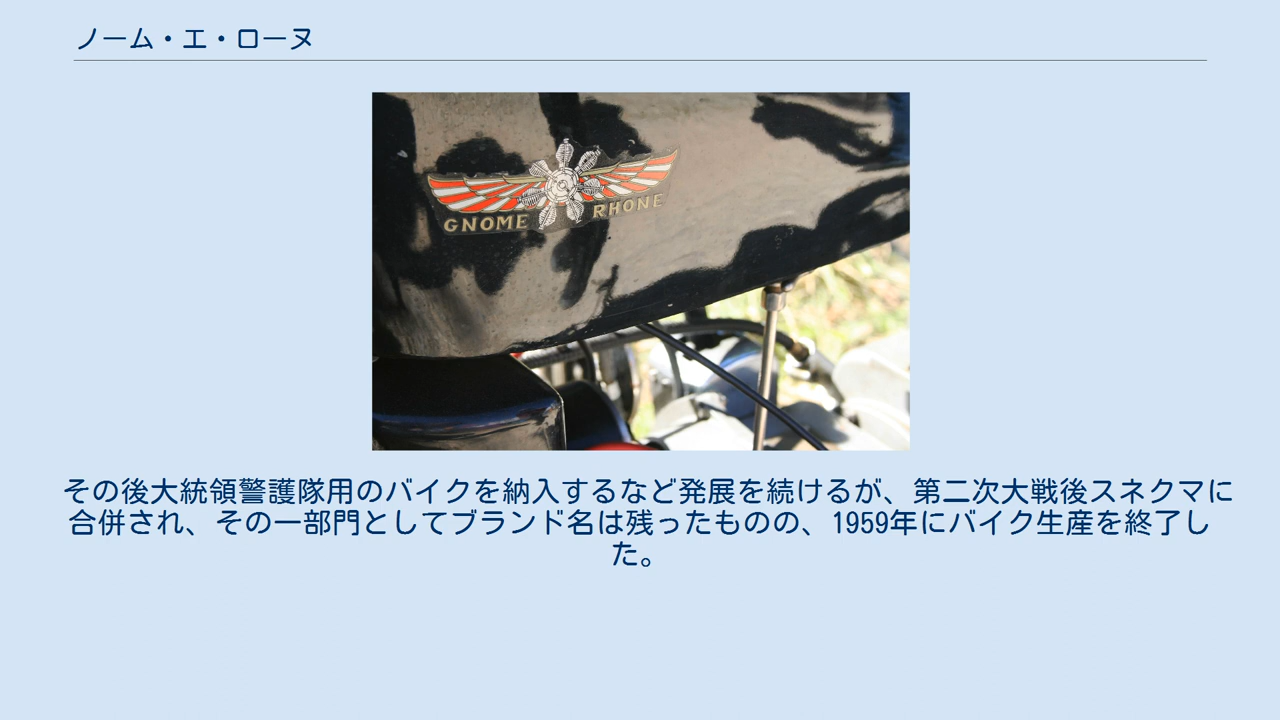 ノーム・エ・ローヌ
GNOME RHONE
その後大統領警護隊用のバイクを納入するなど発展を続けるが、第二次大戦後スネクマに
合併され、その一部門としてブランド名は残ったものの、1959年にバイク生産を終了し
た。